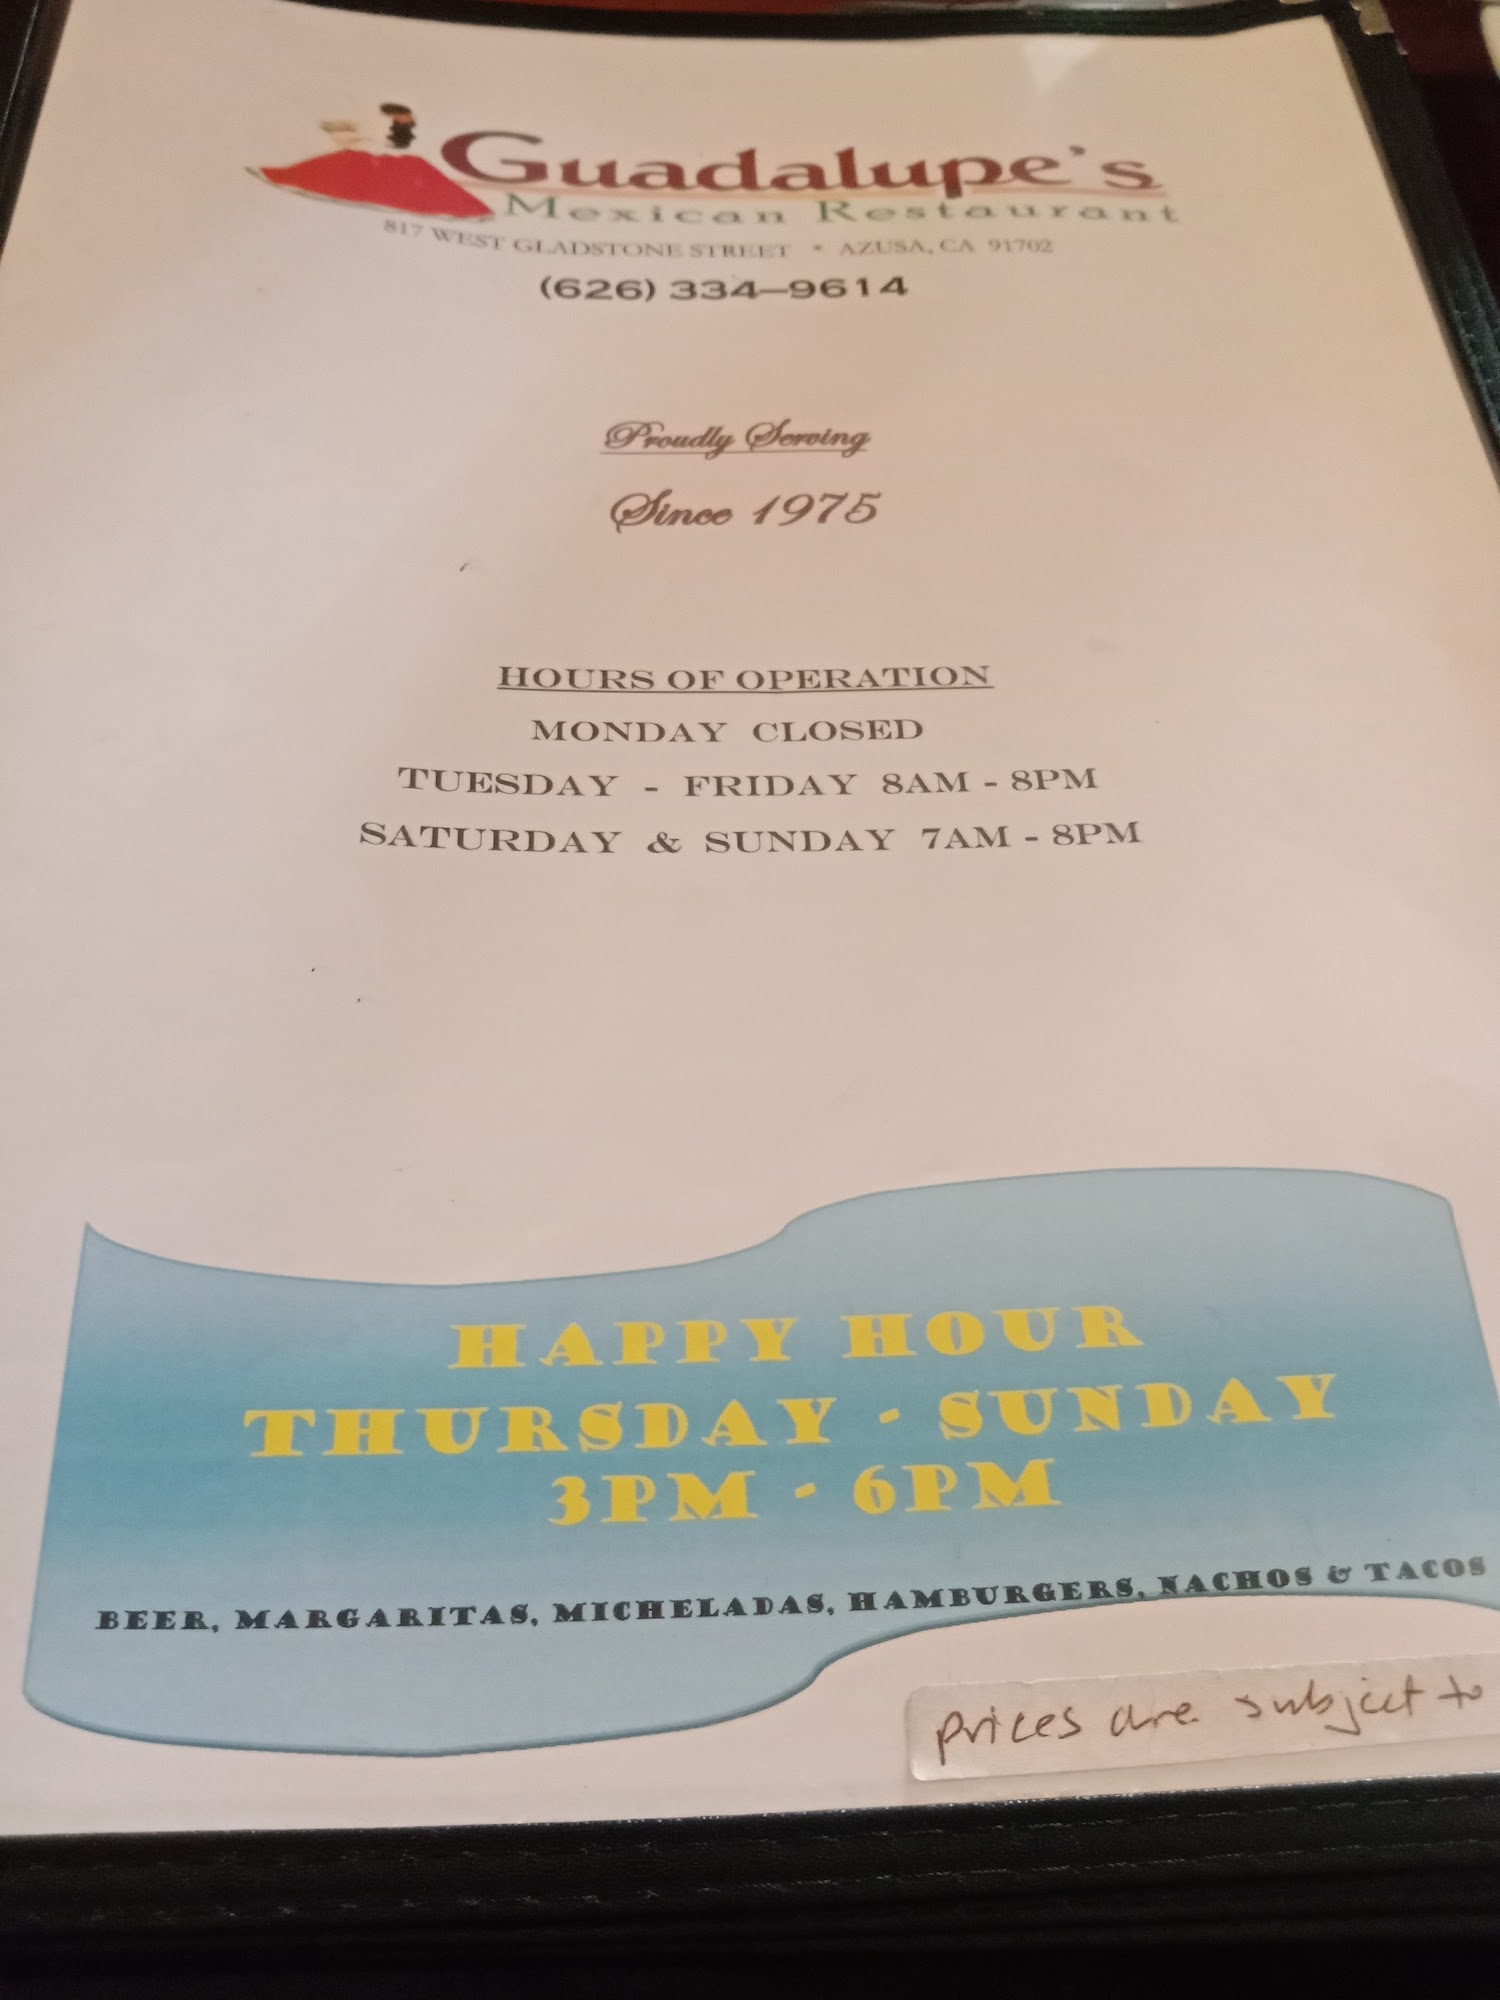 Guadalupe's
Mexican Restaurant
817 WEST GLADSTONE STREET • AZUSA, CA 91702
(626) 334-9614
Proudly Serving
Since 1975
HOURS OF OPERATION
MONDAY CLOSED
TUESDAY - FRIDAY 8AM - 8PM
SATURDAY & SUNDAY 7AM - 8PM
HAPPY HOUR
THURSDAY - SUNDAY
3PM - 6PM
BEER, MARGARITAS, MICHELADAS, HAMBURGERS, NACHOS & TACOS
prices are subject to